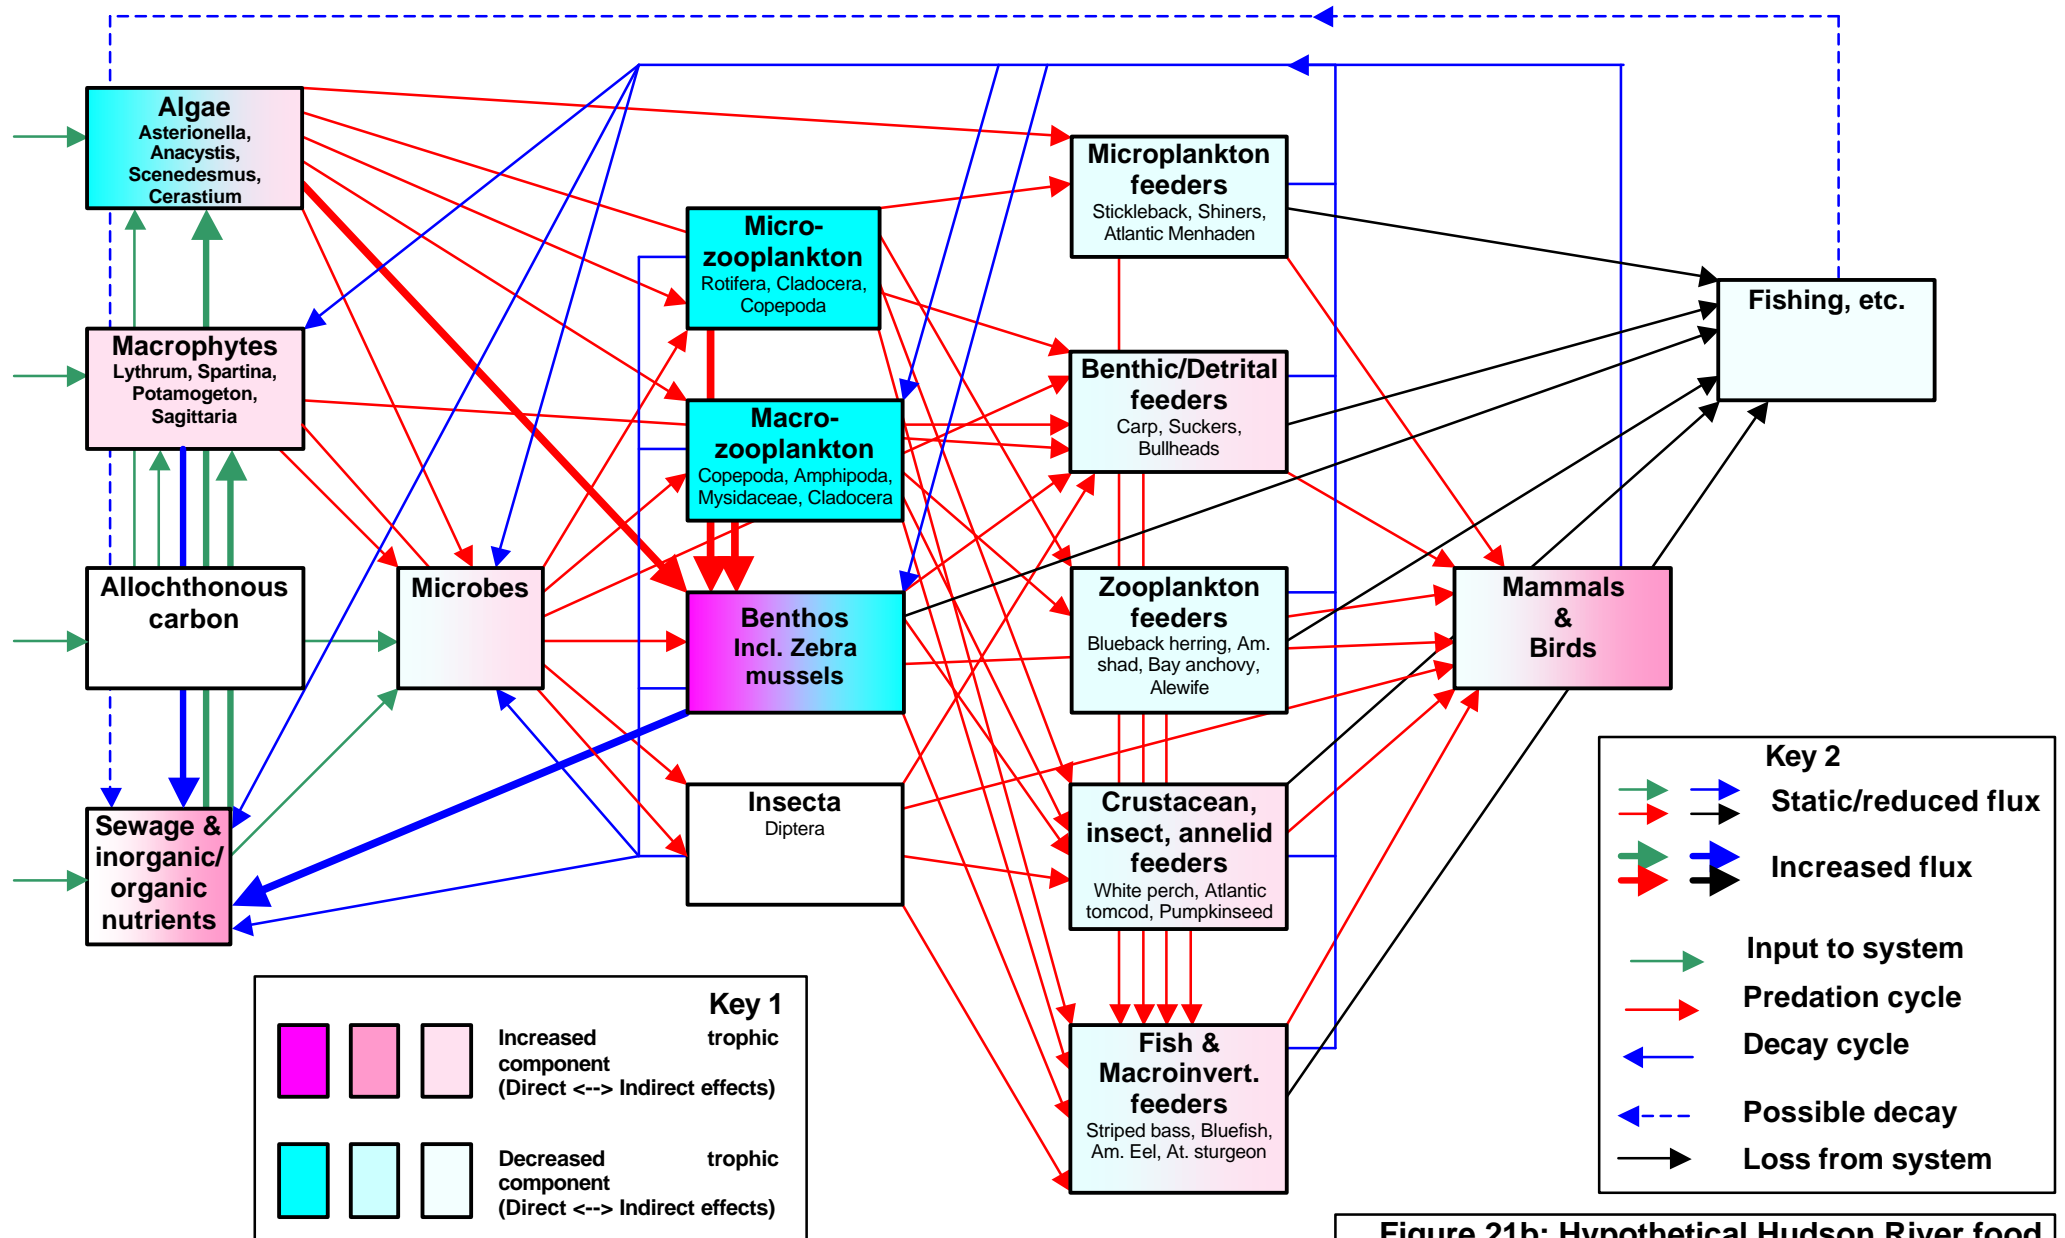 Algae
Asterionella,
Anacystis,
Scenedesmus,
Cerastium
Macrophytes
Lythrum, Spartina,
Potamogeton,
Sagittaria
Allochthonous
carbon
Sewage &
inorganic/
organic
nutrients
Microbes
Micro-
zooplankton
Rotifera, Cladocera,
Copepoda
Macro-
zooplankton
Copepoda, Amphipoda,
Mysidaceae, Cladocera
Benthos
Incl. Zebra
mussels
Insecta
Diptera
Microplankton
feeders
Stickleback, Shiners,
Atlantic Menhaden
Benthic/Detrital
feeders
Carp, Suckers,
Bullheads
Zooplankton
feeders
Blueback herring, Am.
shad, Bay anchovy,
Alewife
Crustacean,
insect, annelid
feeders
White perch, Atlantic
tomcod, Pumpkinseed
Fish &
Macroinvert.
feeders
Striped bass, Bluefish,
Am. Eel, At. sturgeon
Mammals
&
Birds
Fishing, etc.
Key 1
Increased trophic
component
(Direct <--> Indirect effects)
Decreased trophic
component
(Direct <--> Indirect effects)
Key 2
Static/reduced flux
Increased flux
Input to system
Predation cycle
Decay cycle
Possible decay
Loss from system
Figure 21b: Hypothetical Hudson River food